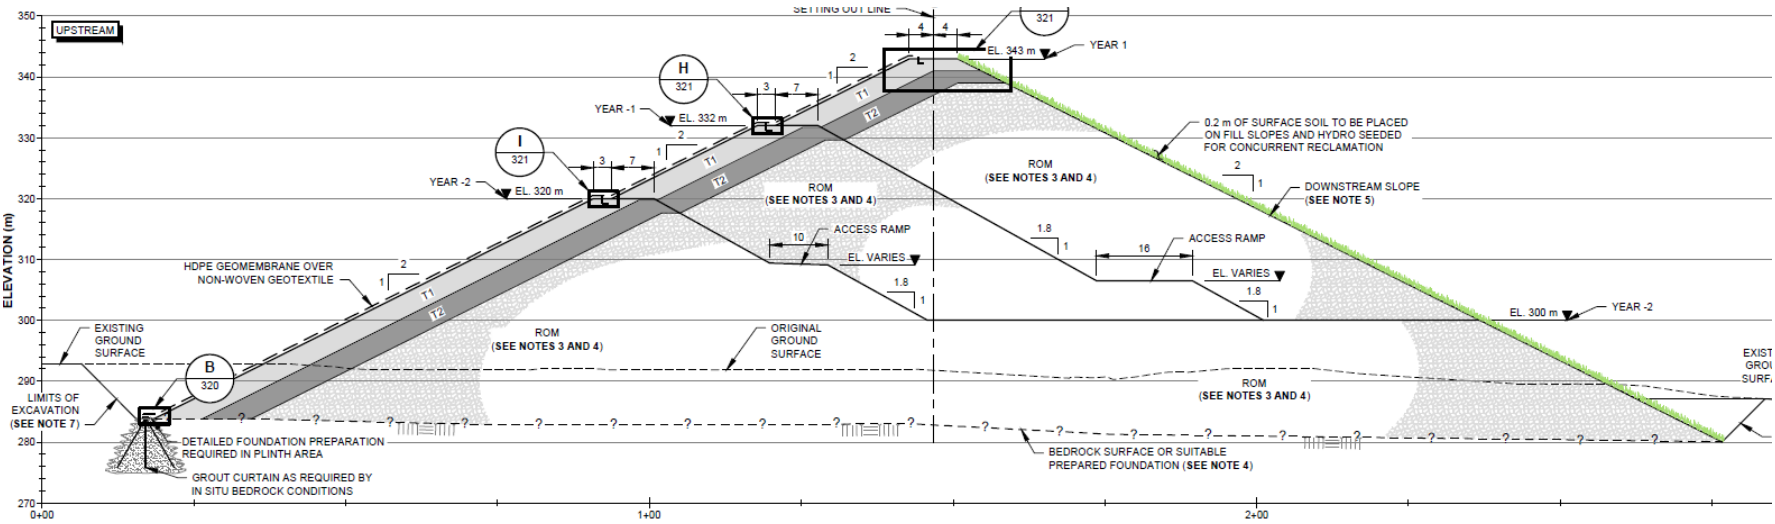 350
UPSTREAM
SETTING OUT LINE
321
4
4
EL. 343 m
YEAR 1
340
H
321
2
1
3
7
YEAR -1
EL. 332 m
T1
T2
330
0.2 m OF SURFACE SOIL TO BE PLACED
ON FILL SLOPES AND HYDRO SEEDED
FOR CONCURRENT RECLAMATION
I
321
2
1
3
7
T1
T2
ROM
(SEE NOTES 3 AND 4)
ROM
(SEE NOTES 3 AND 4)
2
1
DOWNSTREAM SLOPE
(SEE NOTE 5)
YEAR -2
EL. 320 m
320
ELEVATION (m)
10
ACCESS RAMP
EL. VARIES
1.8
1
16
ACCESS RAMP
EL. VARIES
310
HDPE GEOMEMBRANE OVER
NON-WOVEN GEOTEXTILE
2
1
T1
T2
1.8
1
1.8
1
EL. 300 m
YEAR -2
300
EXISTING
GROUND
SURFACE
ROM
(SEE NOTES 3 AND 4)
ORIGINAL
GROUND
SURFACE
EXIST
GROU
SURFA
B
320
290
ROM
(SEE NOTES 3 AND 4)
LIMITS OF
EXCAVATION
(SEE NOTE 7)
? ? ? ? ? ? ? ? ? ? ? ? ? ? ? ? ? ? ?
280
DETAILED FOUNDATION PREPARATION
REQUIRED IN PLINTH AREA
BEDROCK SURFACE OR SUITABLE
PREPARED FOUNDATION (SEE NOTE 4)
GROUT CURTAIN AS REQUIRED BY
IN SITU BEDROCK CONDITIONS
270
0+00
1+00
2+00